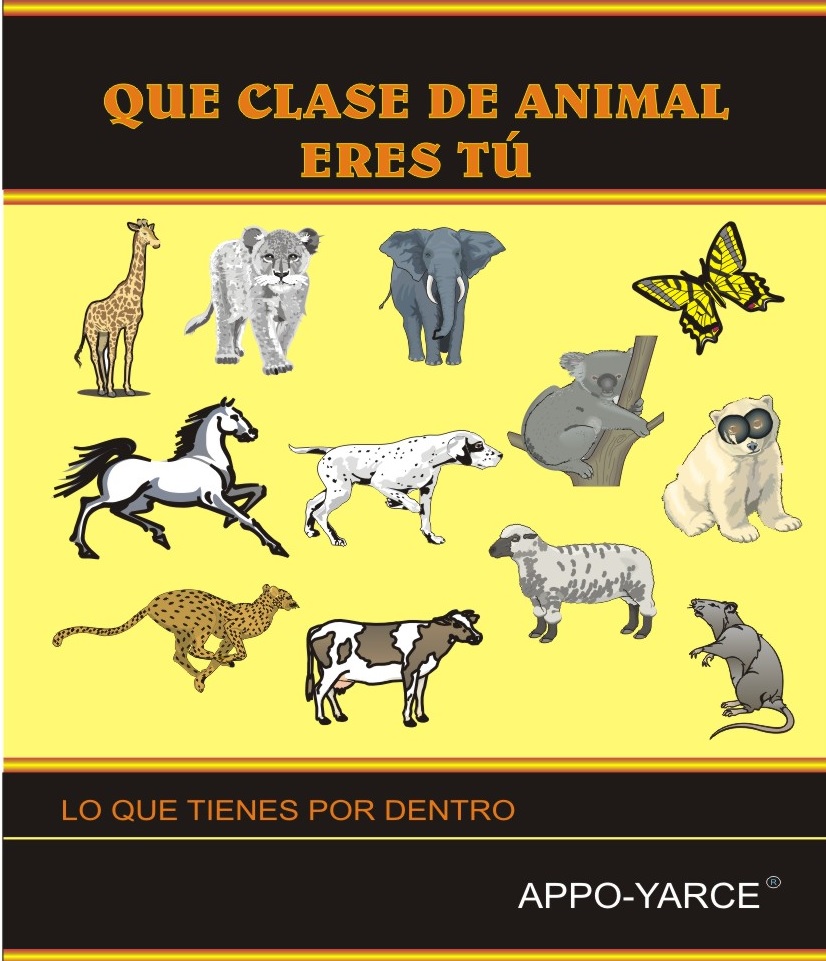 QUE CLASE DE ANIMAL
ERES TÚ
LO QUE TIENES POR DENTRO
APPO-YARCE ®